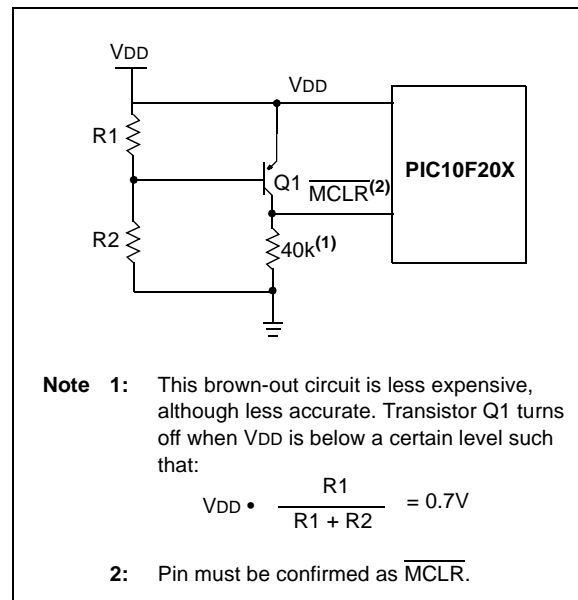 VDD
VDD
R1
PIC10F20X
Q1 MCLR(2)
R2
40k(1)
Note 1: This brown-out circuit is less expensive,
although less accurate. Transistor Q1 turns
off when VDD is below a certain level such
that:
VDD • R1 / R1 + R2 = 0.7V
2: Pin must be confirmed as MCLR.